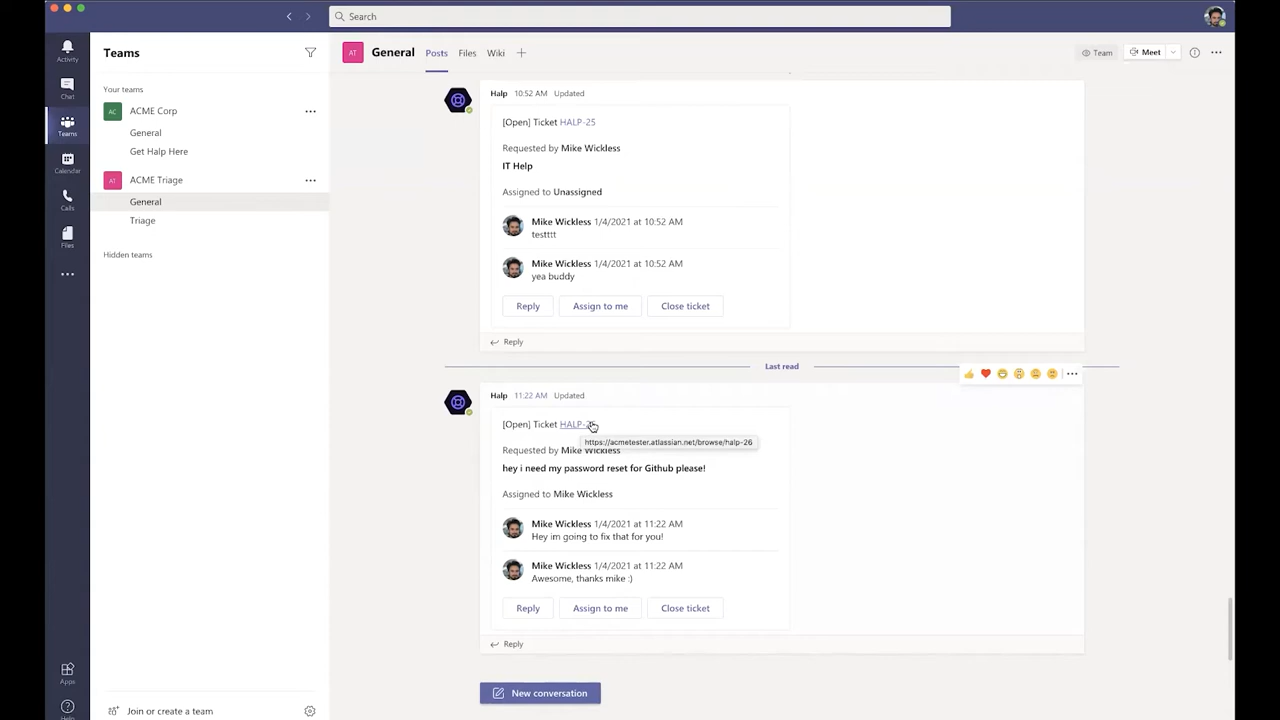 Search
Activity
Chat
Teams
Calendar
Calls
Files
Apps
Help
Teams
Your teams
AC ACME Corp
General
Get Halp Here
AT ACME Triage
General
Triage
Hidden teams
Join or create a team
AT General Posts Files Wiki
Team Meet
Halp 10:52 AM Updated
[Open] Ticket HALP-25
Requested by Mike Wickless
IT Help
Assigned to Unassigned
Mike Wickless 1/4/2021 at 10:52 AM
testttt
Mike Wickless 1/4/2021 at 10:52 AM
yea buddy
Reply Assign to me Close ticket
Reply
Last read
Halp 11:22 AM Updated
[Open] Ticket
https://acmetester.atlassian.net/browse/halp-26
Requested by Mike Wickless
hey i need my password reset for Github please!
Assigned to Mike Wickless
Mike Wickless 1/4/2021 at 11:22 AM
Hey im going to fix that for you!
Mike Wickless 1/4/2021 at 11:22 AM
Awesome, thanks mike :)
Reply Assign to me Close ticket
Reply
New conversation